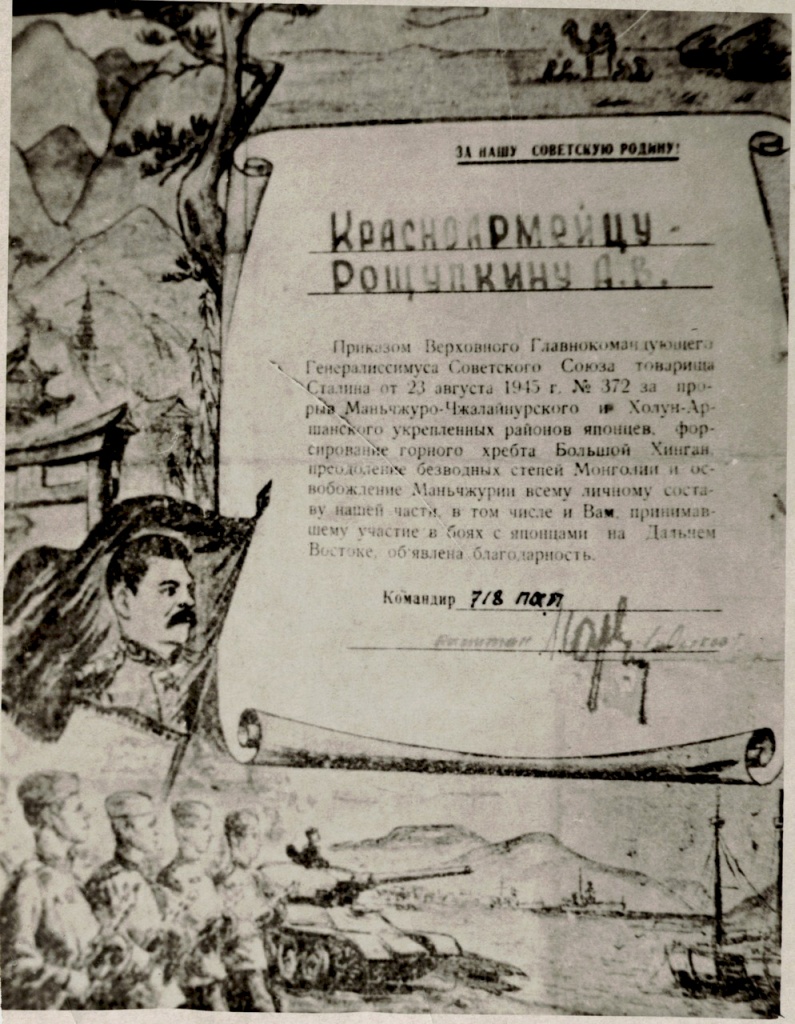 ЗА НАШУ СОВЕТСКУЮ РОДИНУ!
КРАСНОАРМЕЙЦУ -
РОЩУПКИНУ А.В.
Приказом Верховного Главнокомандующего
Генералиссимуса Советского Союза товарища
Сталина от 23 августа 1945 г. № 372 за про-
рыв Маньчжуро-Чжалайнурского и Холун-Ар-
шанского укрепленных районов японцев, фор-
сирование горного хребта Большой Хинган,
преодоление безводных степей Монголии и ос-
вобождение Маньчжурии всему личному соста-
ву нашей части, в том числе и Вам, принимав-
шему участие в боях с японцами на Дальнем
Востоке, объявлена благодарность.
Командир 718 пап
капитан